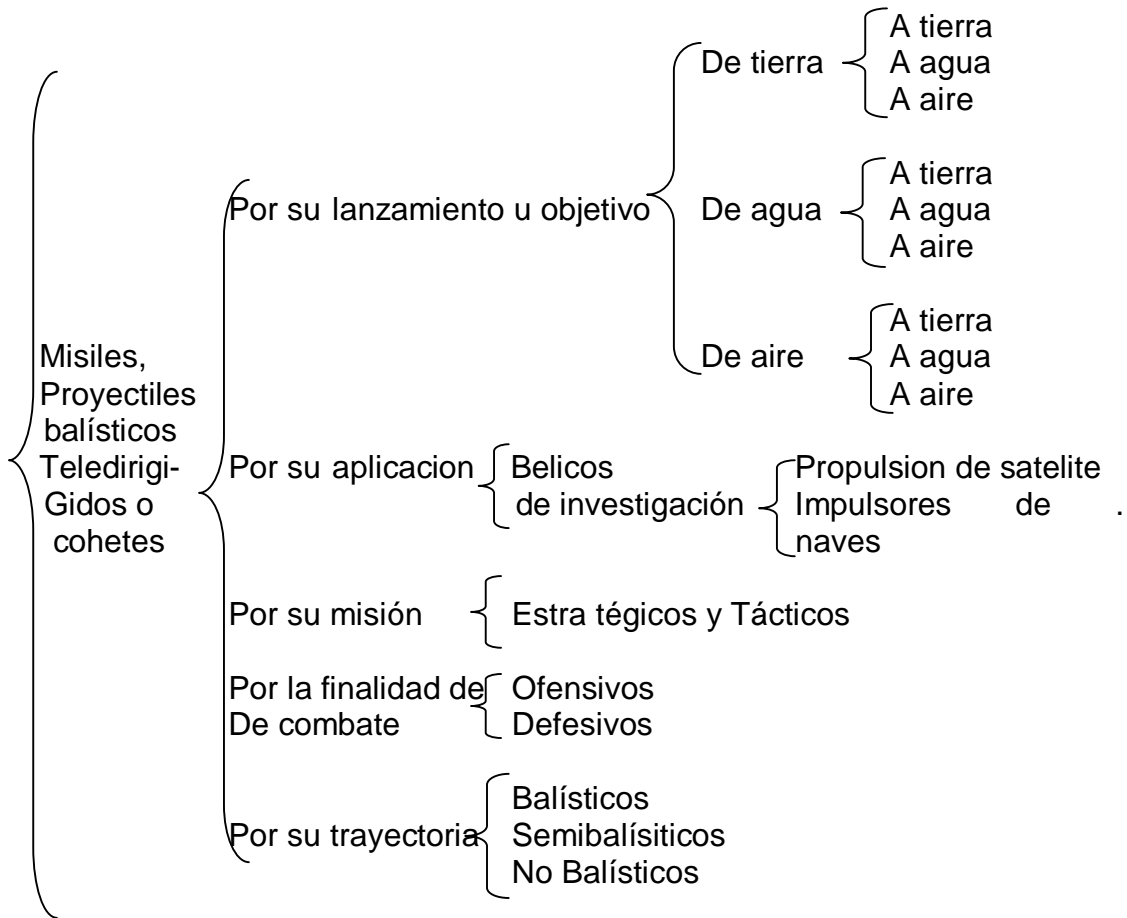 Misiles,
Proyectiles
balísticos
Teledirigi-
Gidos o
cohetes
Por su lanzamiento u objetivo
De tierra
A tierra
A agua
A aire
De agua
A tierra
A agua
A aire
De aire
A tierra
A agua
A aire
Por su aplicacion
Belicos
de investigación
Propulsion de satelite
Impulsores de .
naves
Por su misión
Estra tégicos y Tácticos
Por la finalidad de
De combate
Ofensivos
Defesivos
Por su trayectoria
Balísticos
Semibalísiticos
No Balísticos